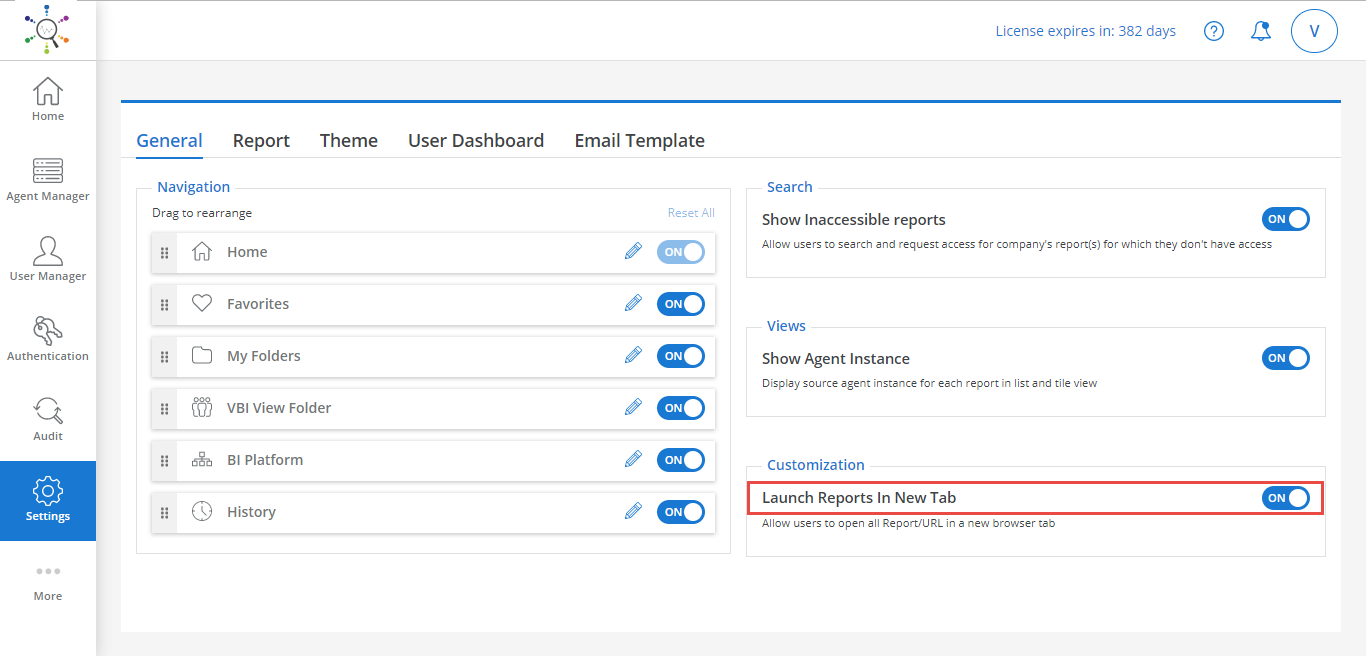 License expires in: 382 days
?
V
Home
Agent Manager
User Manager
Authentication
Audit
Settings
More
General Report Theme User Dashboard Email Template
Navigation
Drag to rearrange Reset All
Home ON
Favorites ON
My Folders ON
VBI View Folder ON
BI Platform ON
History ON
Search
Show Inaccessible reports ON
Allow users to search and request access for company's report(s) for which they don't have access
Views
Show Agent Instance ON
Display source agent instance for each report in list and tile view
Customization
Launch Reports In New Tab ON
Allow users to open all Report/URL in a new browser tab